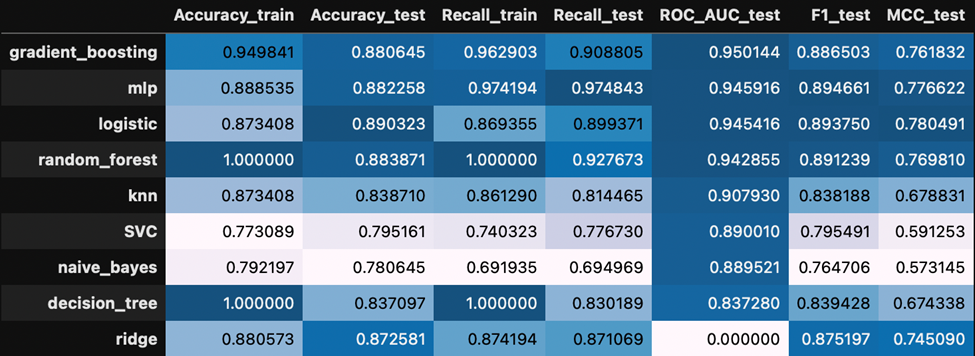 Accuracy_train Accuracy_test Recall_train Recall_test ROC_AUC_test F1_test MCC_test
gradient_boosting 0.949841 0.880645 0.962903 0.908805 0.950144 0.886503 0.761832
mlp 0.888535 0.882258 0.974194 0.974843 0.945916 0.894661 0.776622
logistic 0.873408 0.890323 0.869355 0.899371 0.945416 0.893750 0.780491
random_forest 1.000000 0.883871 1.000000 0.927673 0.942855 0.891239 0.769810
knn 0.873408 0.838710 0.861290 0.814465 0.907930 0.838188 0.678831
SVC 0.773089 0.795161 0.740323 0.776730 0.890010 0.795491 0.591253
naive_bayes 0.792197 0.780645 0.691935 0.694969 0.889521 0.764706 0.573145
decision_tree 1.000000 0.837097 1.000000 0.830189 0.837280 0.839428 0.674338
ridge 0.880573 0.872581 0.874194 0.871069 0.000000 0.875197 0.745090